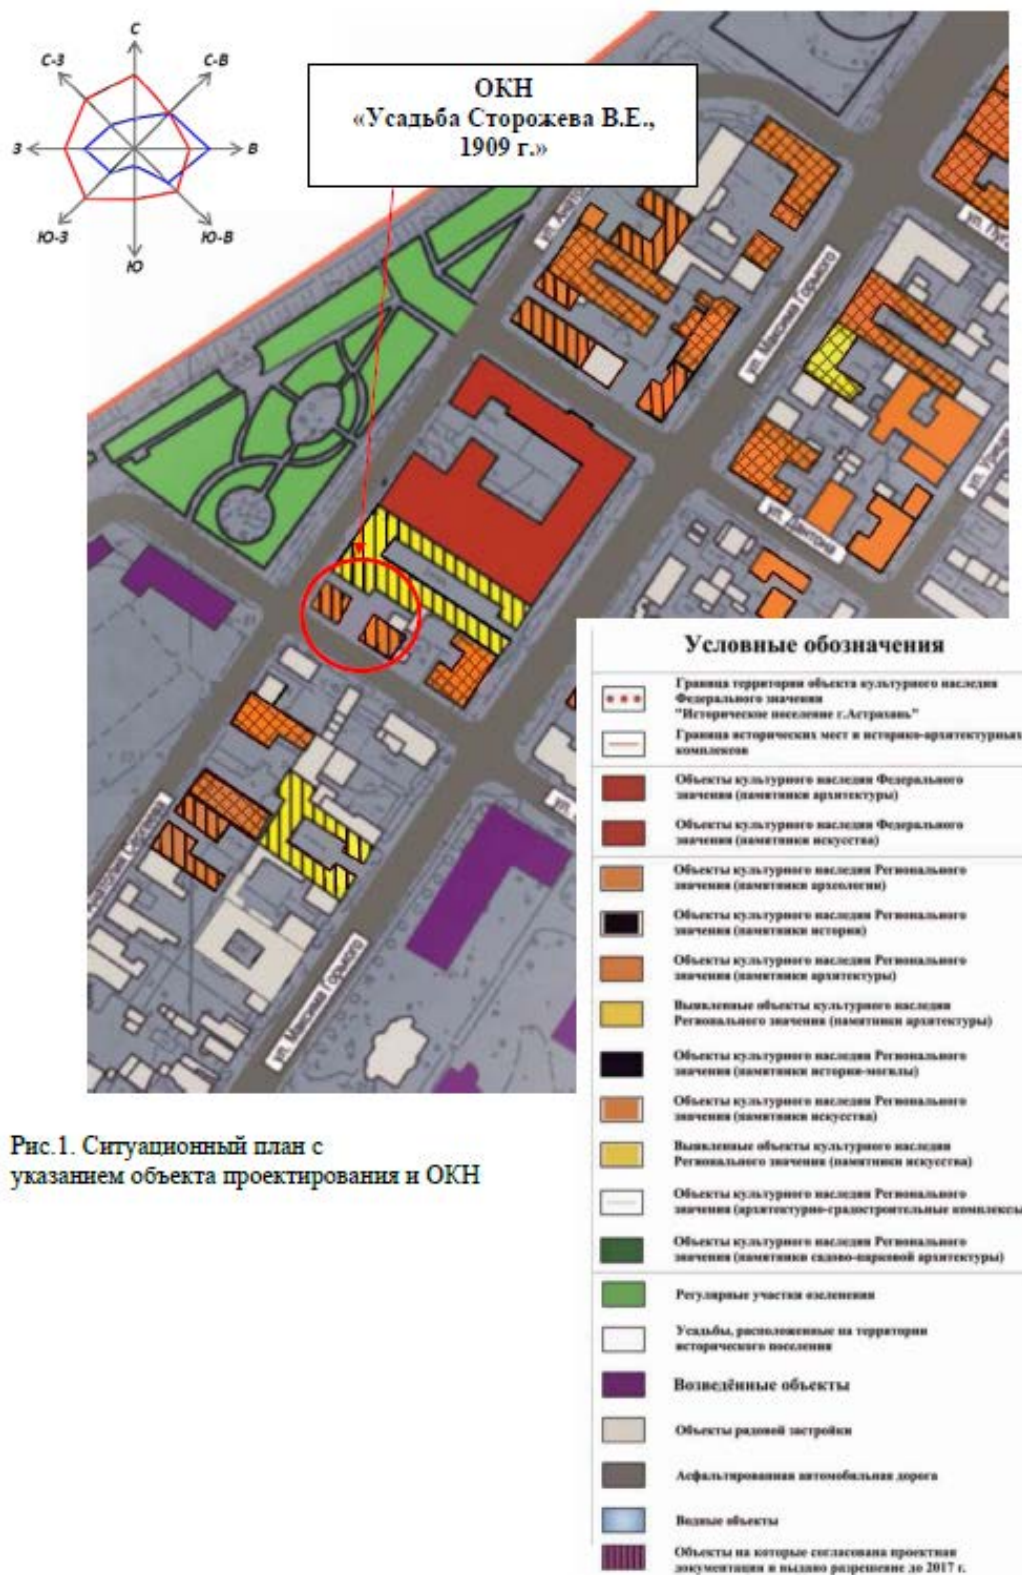 С
С-З
С-В
З
В
Ю-З
Ю-В
Ю
ОКН
«Усадьба Сторожева В.Е.,
1909 г.»
ул.
ул. Максима Горького
ул.
ул. Дантона
ул.
ул. Максима Горького
Условные обозначения
Граница территории объекта культурного наследия
Федерального значения
"Историческое поселение г.Астрахань"
Граница исторических мест и историко-архитектурных
комплексов
Объекты культурного наследия Федерального
значения (памятники архитектуры)
Объекты культурного наследия Федерального
значения (памятники искусства)
Объекты культурного наследия Регионального
значения (памятники археологии)
Объекты культурного наследия Регионального
значения (памятники истории)
Объекты культурного наследия Регионального
значения (памятники архитектуры)
Выявленные объекты культурного наследия
Регионального значения (памятники архитектуры)
Объекты культурного наследия Регионального
значения (памятники истории-могилы)
Объекты культурного наследия Регионального
значения (памятники искусства)
Выявленные объекты культурного наследия
Регионального значения (памятники искусства)
Объекты культурного наследия Регионального
значения (архитектурно-градостроительные комплексы
Объекты культурного наследия Регионального
значения (памятники садово-парковой архитектуры)
Регулярные участки озеленения
Усадьбы, расположенные на территории
исторического поселения
Возведённые объекты
Объекты рядовой застройки
Асфальтированная автомобильная дорога
Водные объекты
Объекты на которые согласована проектная
документация и выдано разрешение до 2017 г.
Рис.1. Ситуационный план с
указанием объекта проектирования и ОКН